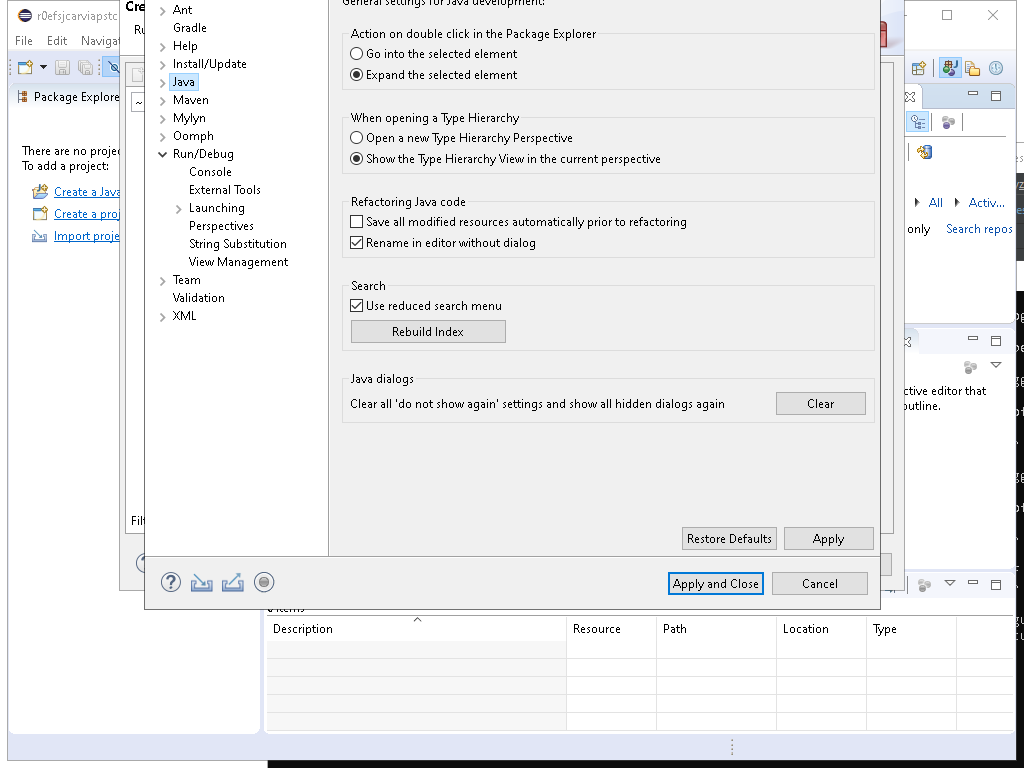 r0efsjcarviapstc
File Edit Navigat
Package Explore
There are no projec
To add a project:
Create a Java
Create a proj
Import proje
Cre
Ru
~
Filt
Ant
Gradle
Help
Install/Update
Java
Maven
Mylyn
Oomph
Run/Debug
Console
External Tools
Launching
Perspectives
String Substitution
View Management
Team
Validation
XML
General settings for Java development:
Action on double click in the Package Explorer
Go into the selected element
Expand the selected element
When opening a Type Hierarchy
Open a new Type Hierarchy Perspective
Show the Type Hierarchy View in the current perspective
Refactoring Java code
Save all modified resources automatically prior to refactoring
Rename in editor without dialog
Search
Use reduced search menu
Rebuild Index
Java dialogs
Clear all 'do not show again' settings and show all hidden dialogs again
Clear
Restore Defaults Apply
Apply and Close Cancel
All Activ...
only Search repos
ctive editor that
outline.
Description Resource Path Location Type